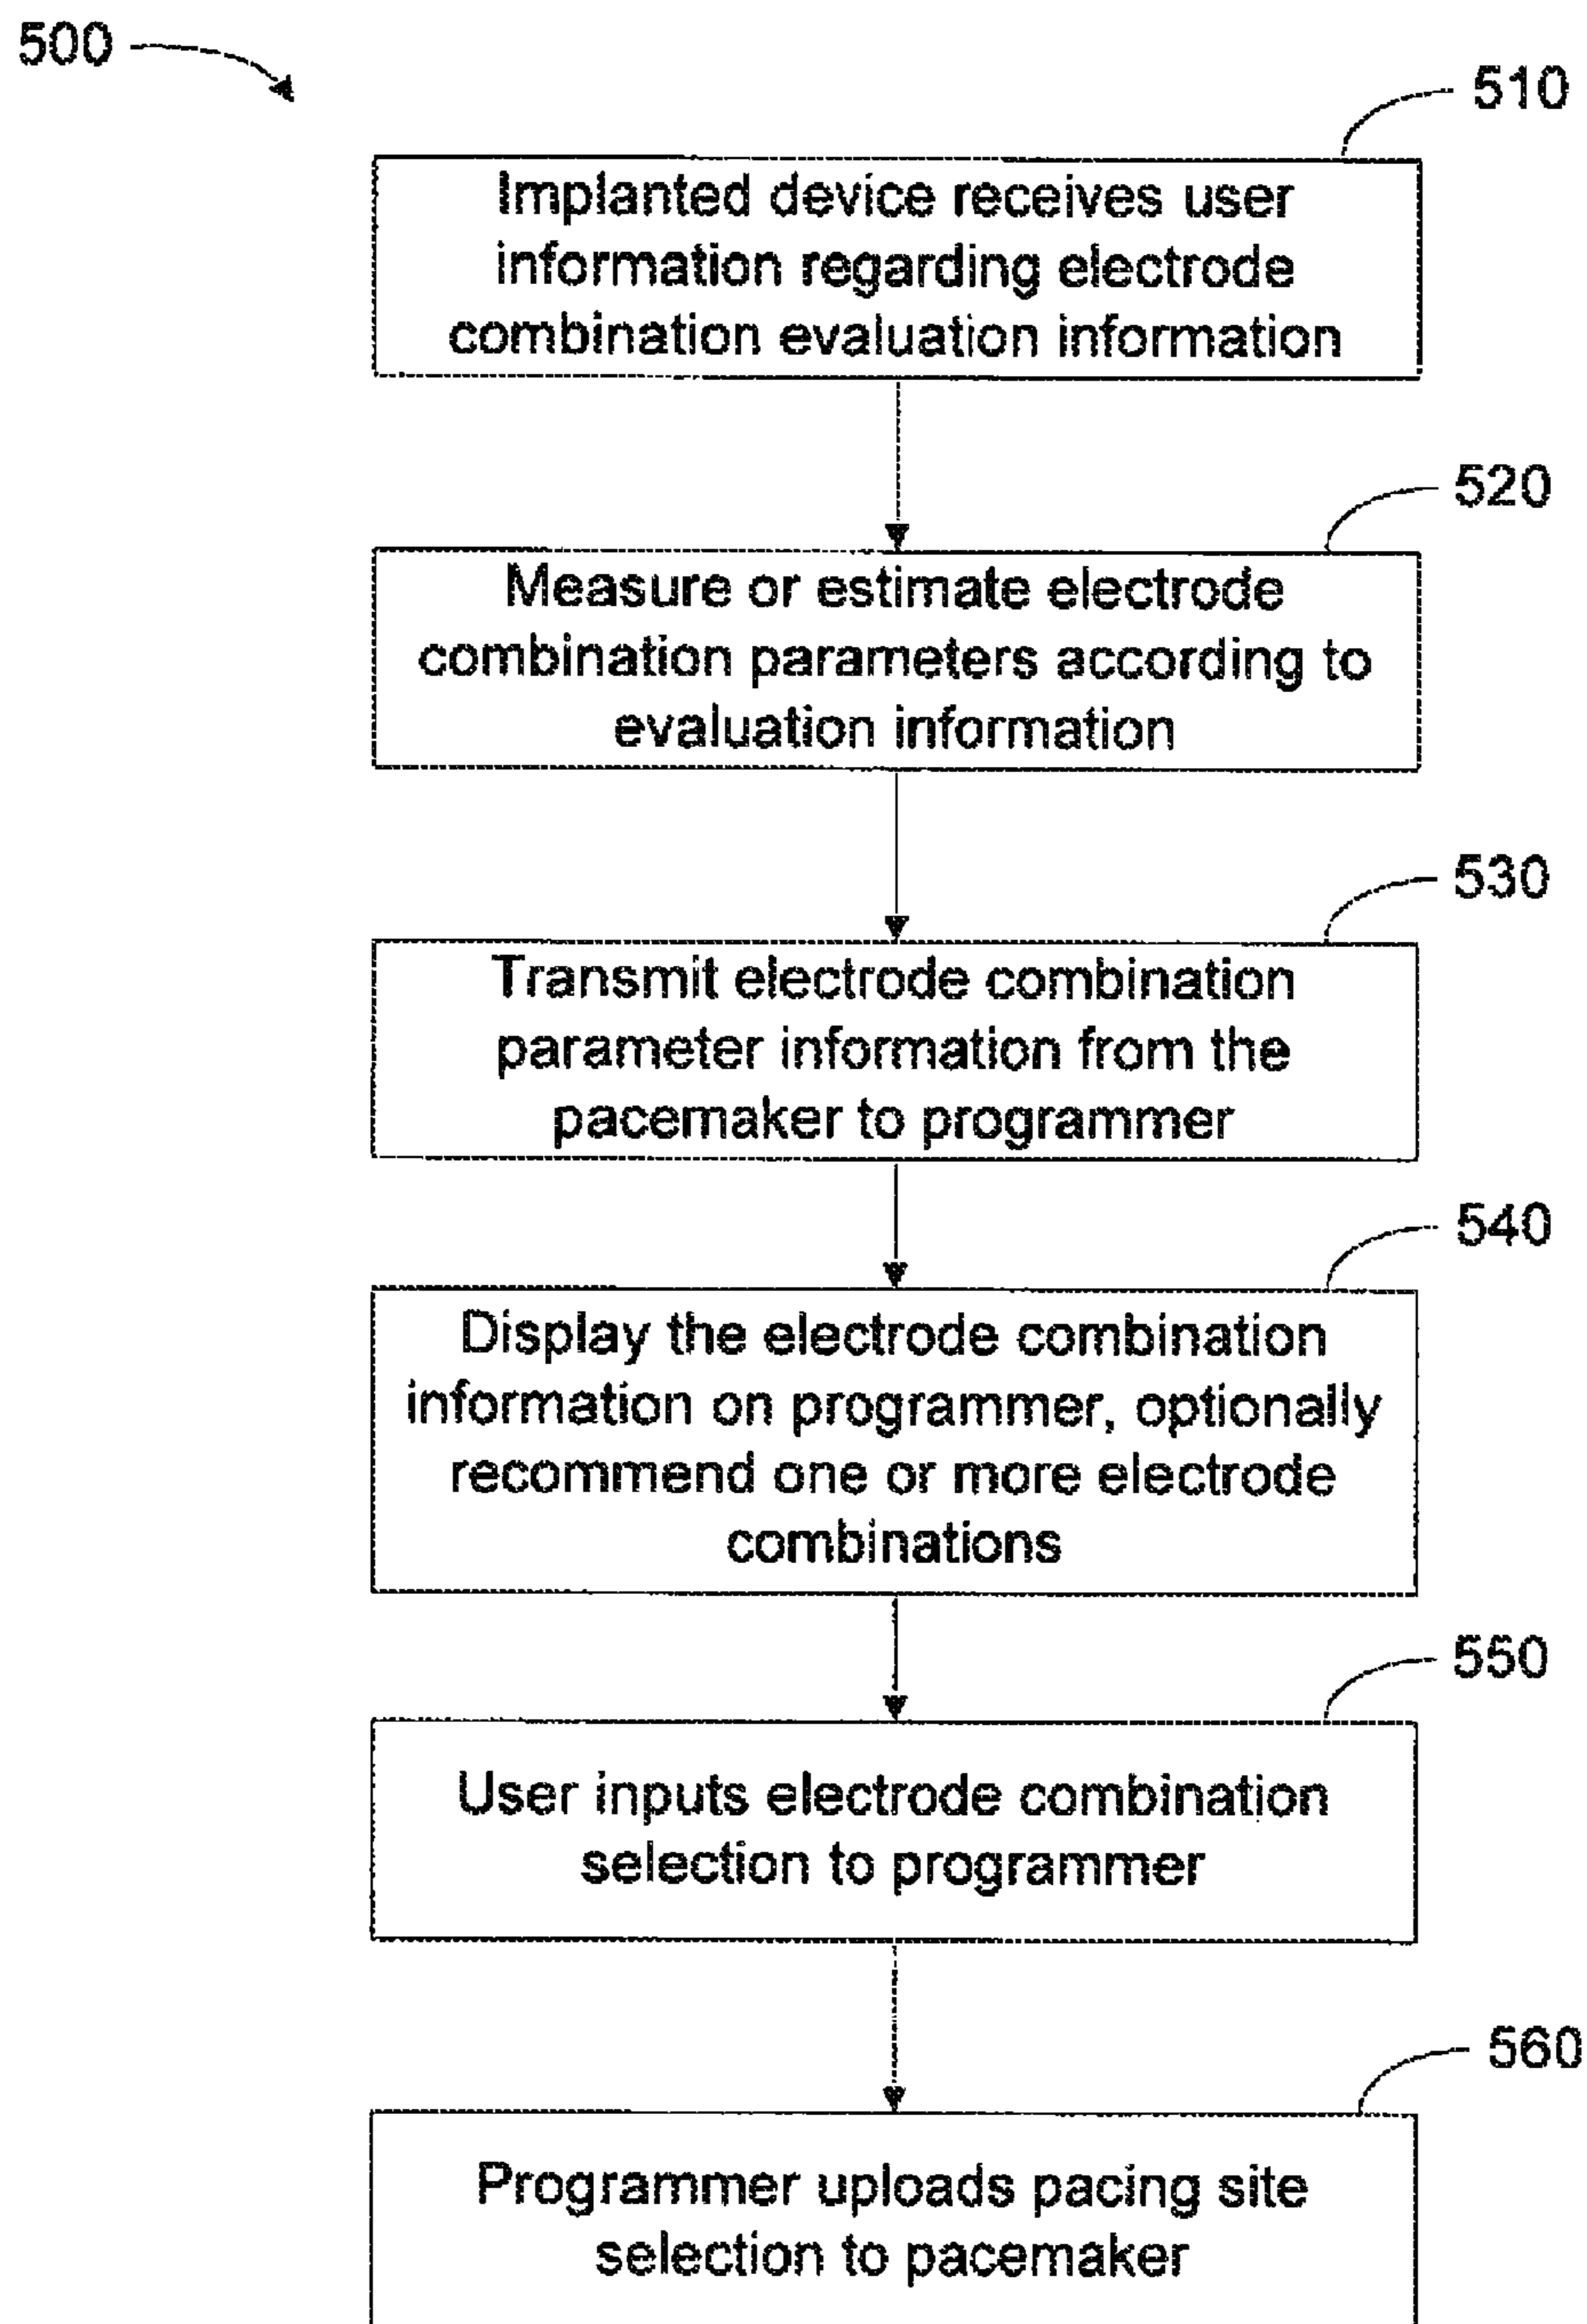 500
510
Implanted device receives user
information regarding electrode
combination evaluation information
520
Measure or estimate electrode
combination parameters according to
evaluation information
530
Transmit electrode combination
parameter information from the
pacemaker to programmer
540
Display the electrode combination
information on programmer, optionally
recommend one or more electrode
combinations
550
User inputs electrode combination
selection to programmer
560
Programmer uploads pacing site
selection to pacemaker